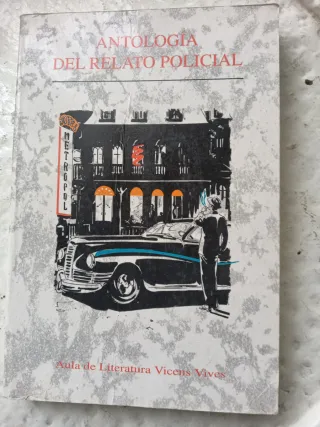 ANTOLOGÍA
DEL RELATO POLICIAL
METROPOL
Aula de Literatura Vicens Vives